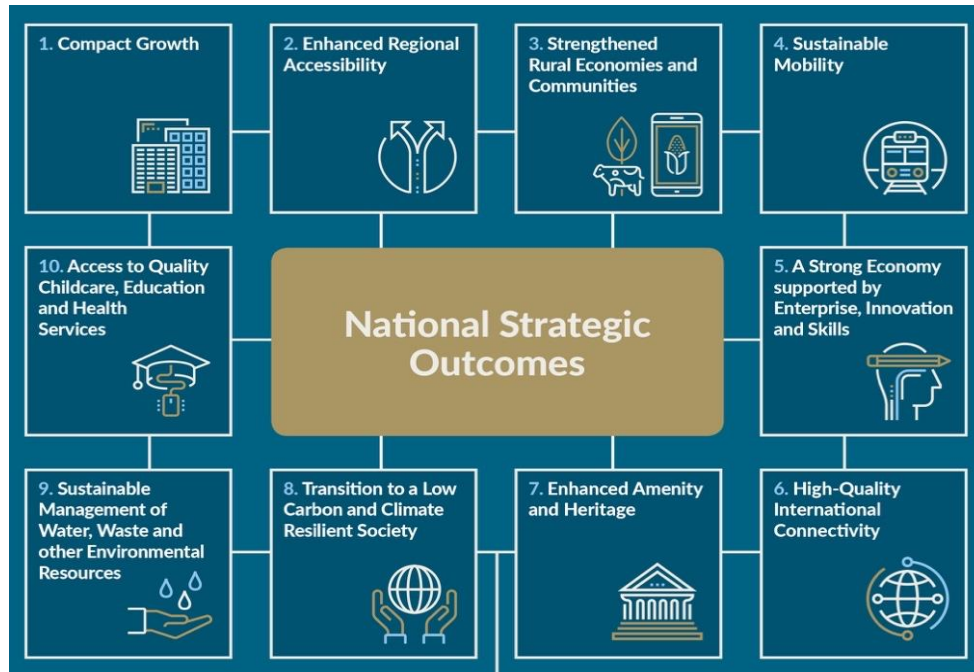 1. Compact Growth
2. Enhanced Regional
Accessibility
3. Strengthened
Rural Economies and
Communities
4. Sustainable
Mobility
10. Access to Quality
Childcare, Education
and Health
Services
National Strategic
Outcomes
5. A Strong Economy
supported by
Enterprise, Innovation
and Skills
9. Sustainable
Management of
Water, Waste and
other Environmental
Resources
8. Transition to a Low
Carbon and Climate
Resilient Society
7. Enhanced Amenity
and Heritage
6. High-Quality
International
Connectivity